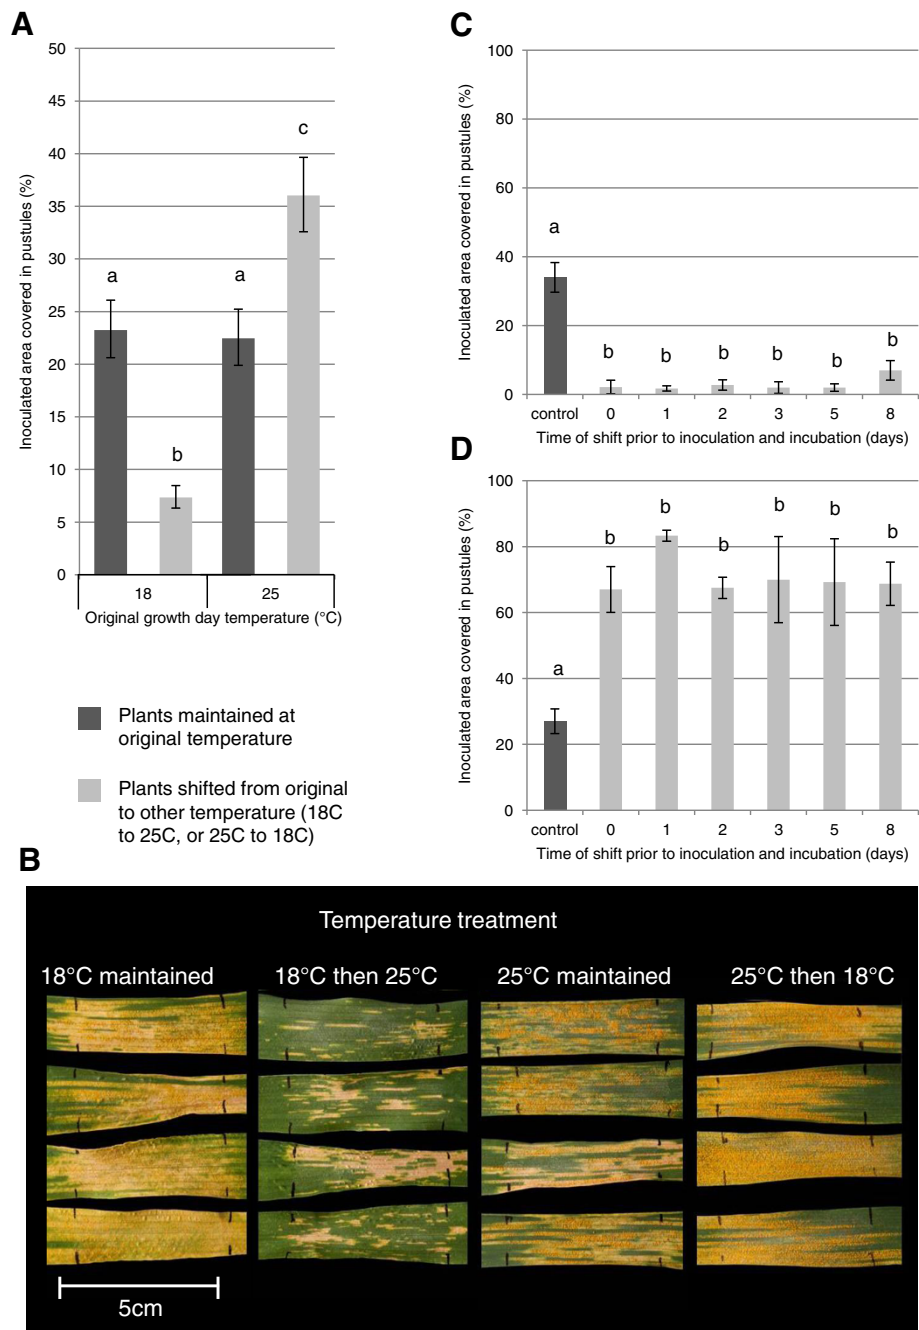 A
50
45
40
35
30
25
20
15
10
5
0
Inoculated area covered in pustules (%)
a
b
a
c
18
25
Original growth day temperature (°C)
Plants maintained at
original temperature
Plants shifted from original
to other temperature (18C
to 25C, or 25C to 18C)
C
100
80
60
40
20
0
Inoculated area covered in pustules (%)
a
b
b
b
b
b
b
control
0
1
2
3
5
8
Time of shift prior to inoculation and incubation (days)
D
100
80
60
40
20
0
Inoculated area covered in pustules (%)
a
b
b
b
b
b
b
control
0
1
2
3
5
8
Time of shift prior to inoculation and incubation (days)
B
Temperature treatment
18°C maintained
18°C then 25°C
25°C maintained
25°C then 18°C
5cm